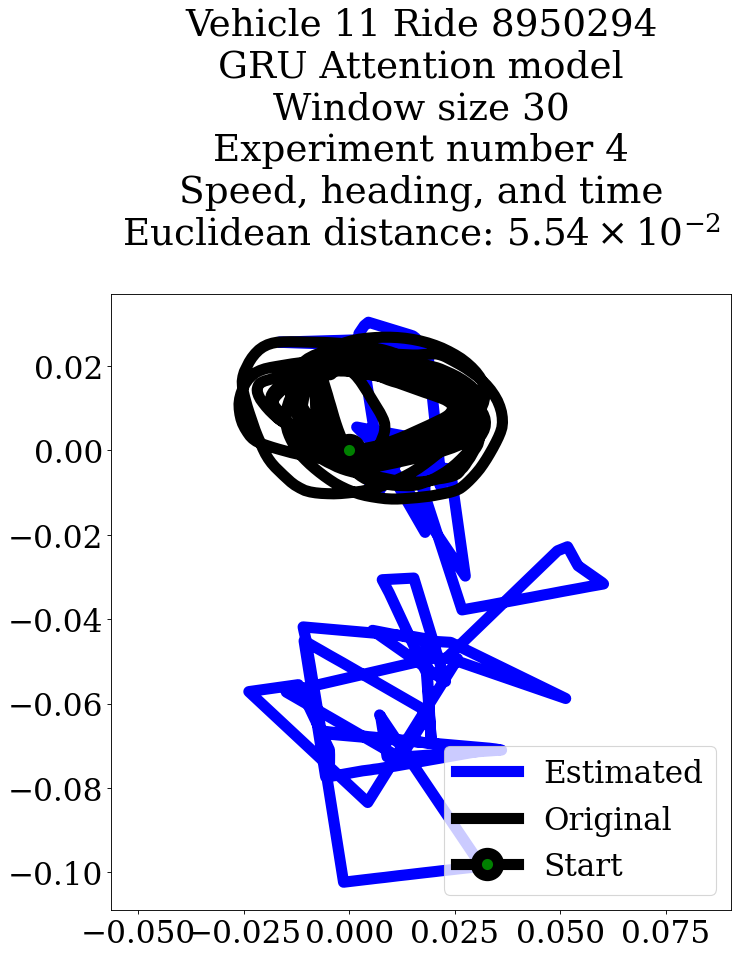 Vehicle 11 Ride 8950294
GRU Attention model
Window size 30
Experiment number 4
Speed, heading, and time
Euclidean distance: 5.54 × 10⁻²
0.02
0.00
−0.02
−0.04
−0.06
−0.08
−0.10
Estimated
Original
Start
−0.050 −0.025 0.000 0.025 0.050 0.075